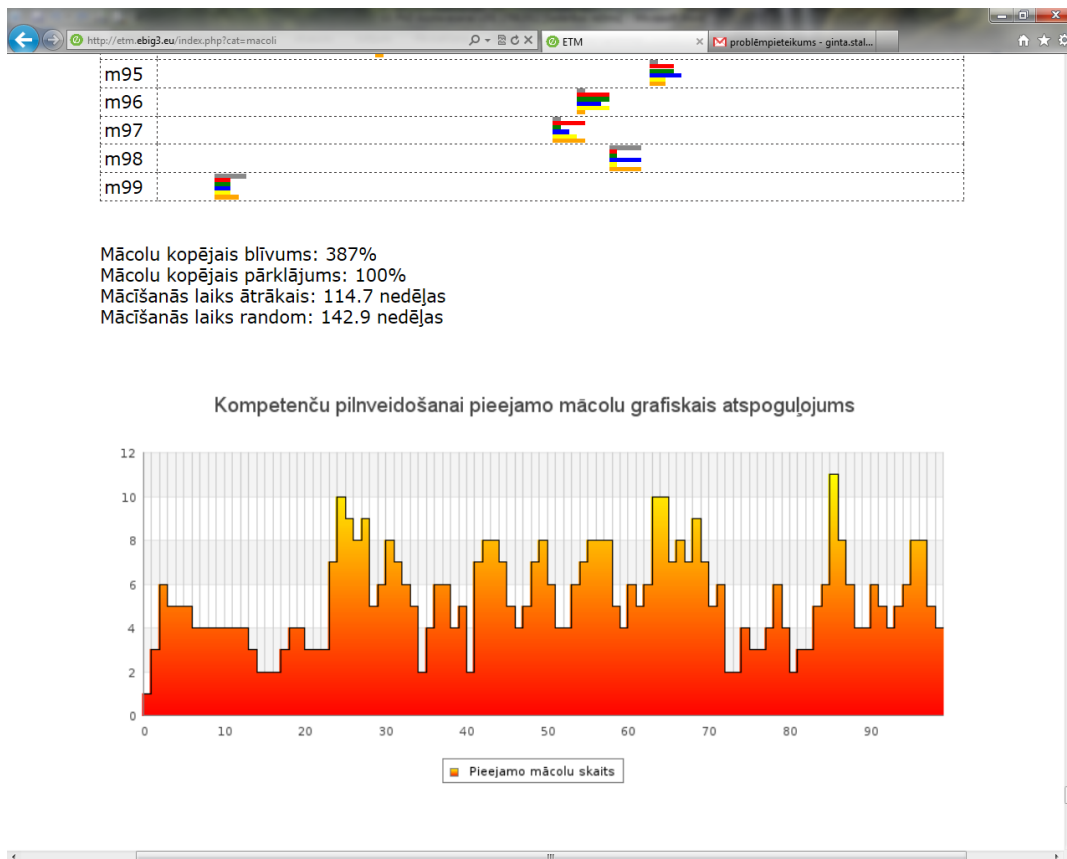 http://etm.ebig3.eu/index.php?cat=macoli
ETM
problēmpieteikums - ginta.stal...
m95
m96
m97
m98
m99
Mācolu kopējais blīvums: 387%
Mācolu kopējais pārklājums: 100%
Mācīšanās laiks ātrākais: 114.7 nedēļas
Mācīšanās laiks random: 142.9 nedēļas
Kompetenču pilnveidošanai pieejamo mācolu grafiskais atspoguļojums
12
10
8
6
4
2
0
0 10 20 30 40 50 60 70 80 90
Pieejamo mācolu skaits